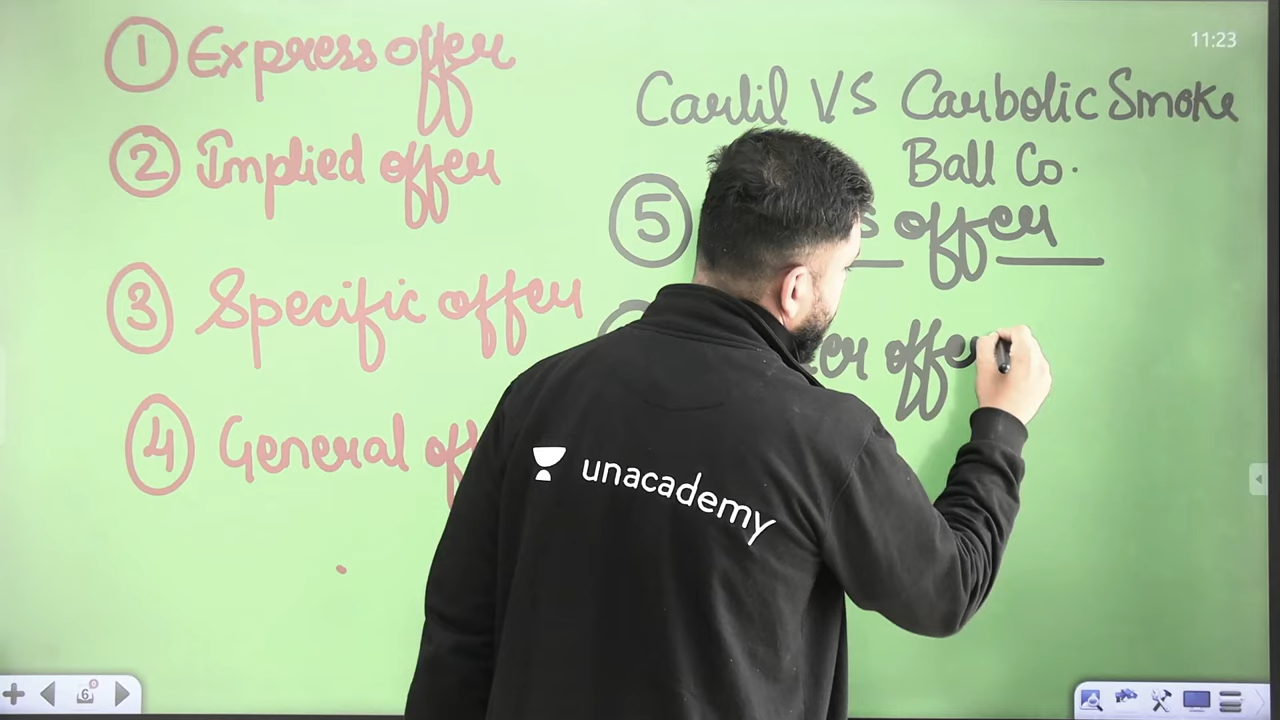 ① Express offer
② Implied offer
③ Specific offer
④ General
Carlil VS Carbolic Smoke
Ball Co.
⑤ offer
offer
unacademy
11:23
6